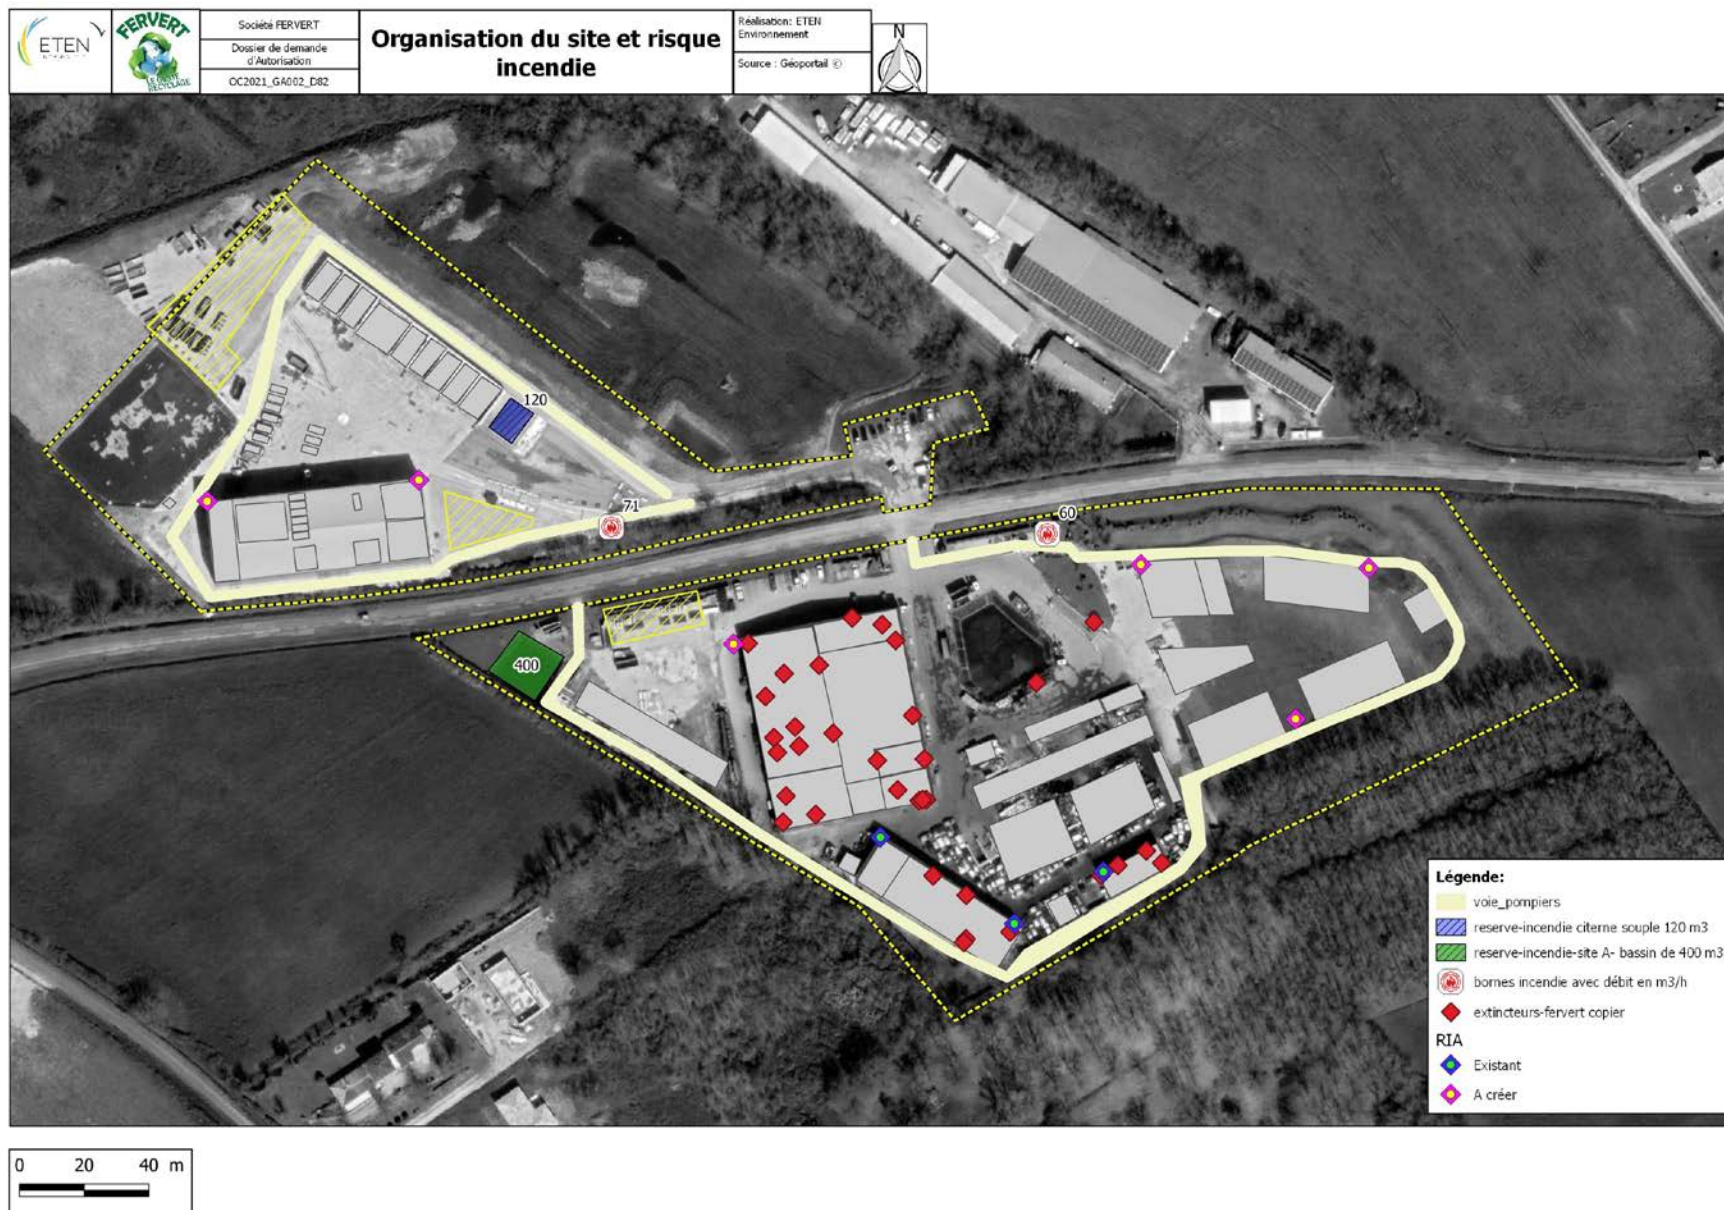 ETEN
FERVERT
RECYCLAGE
Société FERVERT
Dossier de demande
d'Autorisation
OC2021_GA002_D82
Organisation du site et risque
incendie
Réalisation: ETEN
Environnement
Source : Géoportail ©
N
120
71
60
400
Légende:
voie_pompiers
reserve-incendie citerne souple 120 m3
reserve-incendie-site A- bassin de 400 m3
bornes incendie avec débit en m3/h
extincteurs-fervert copier
RIA
Existant
A créer
0 20 40 m